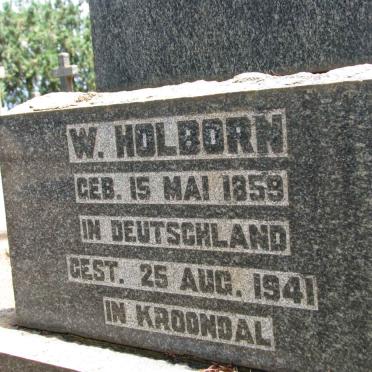 W. HOLBORN
GEB. 15 MAI 1859
IN DEUTSCHLAND
GEST. 25 AUG. 1941
IN KROONDAL